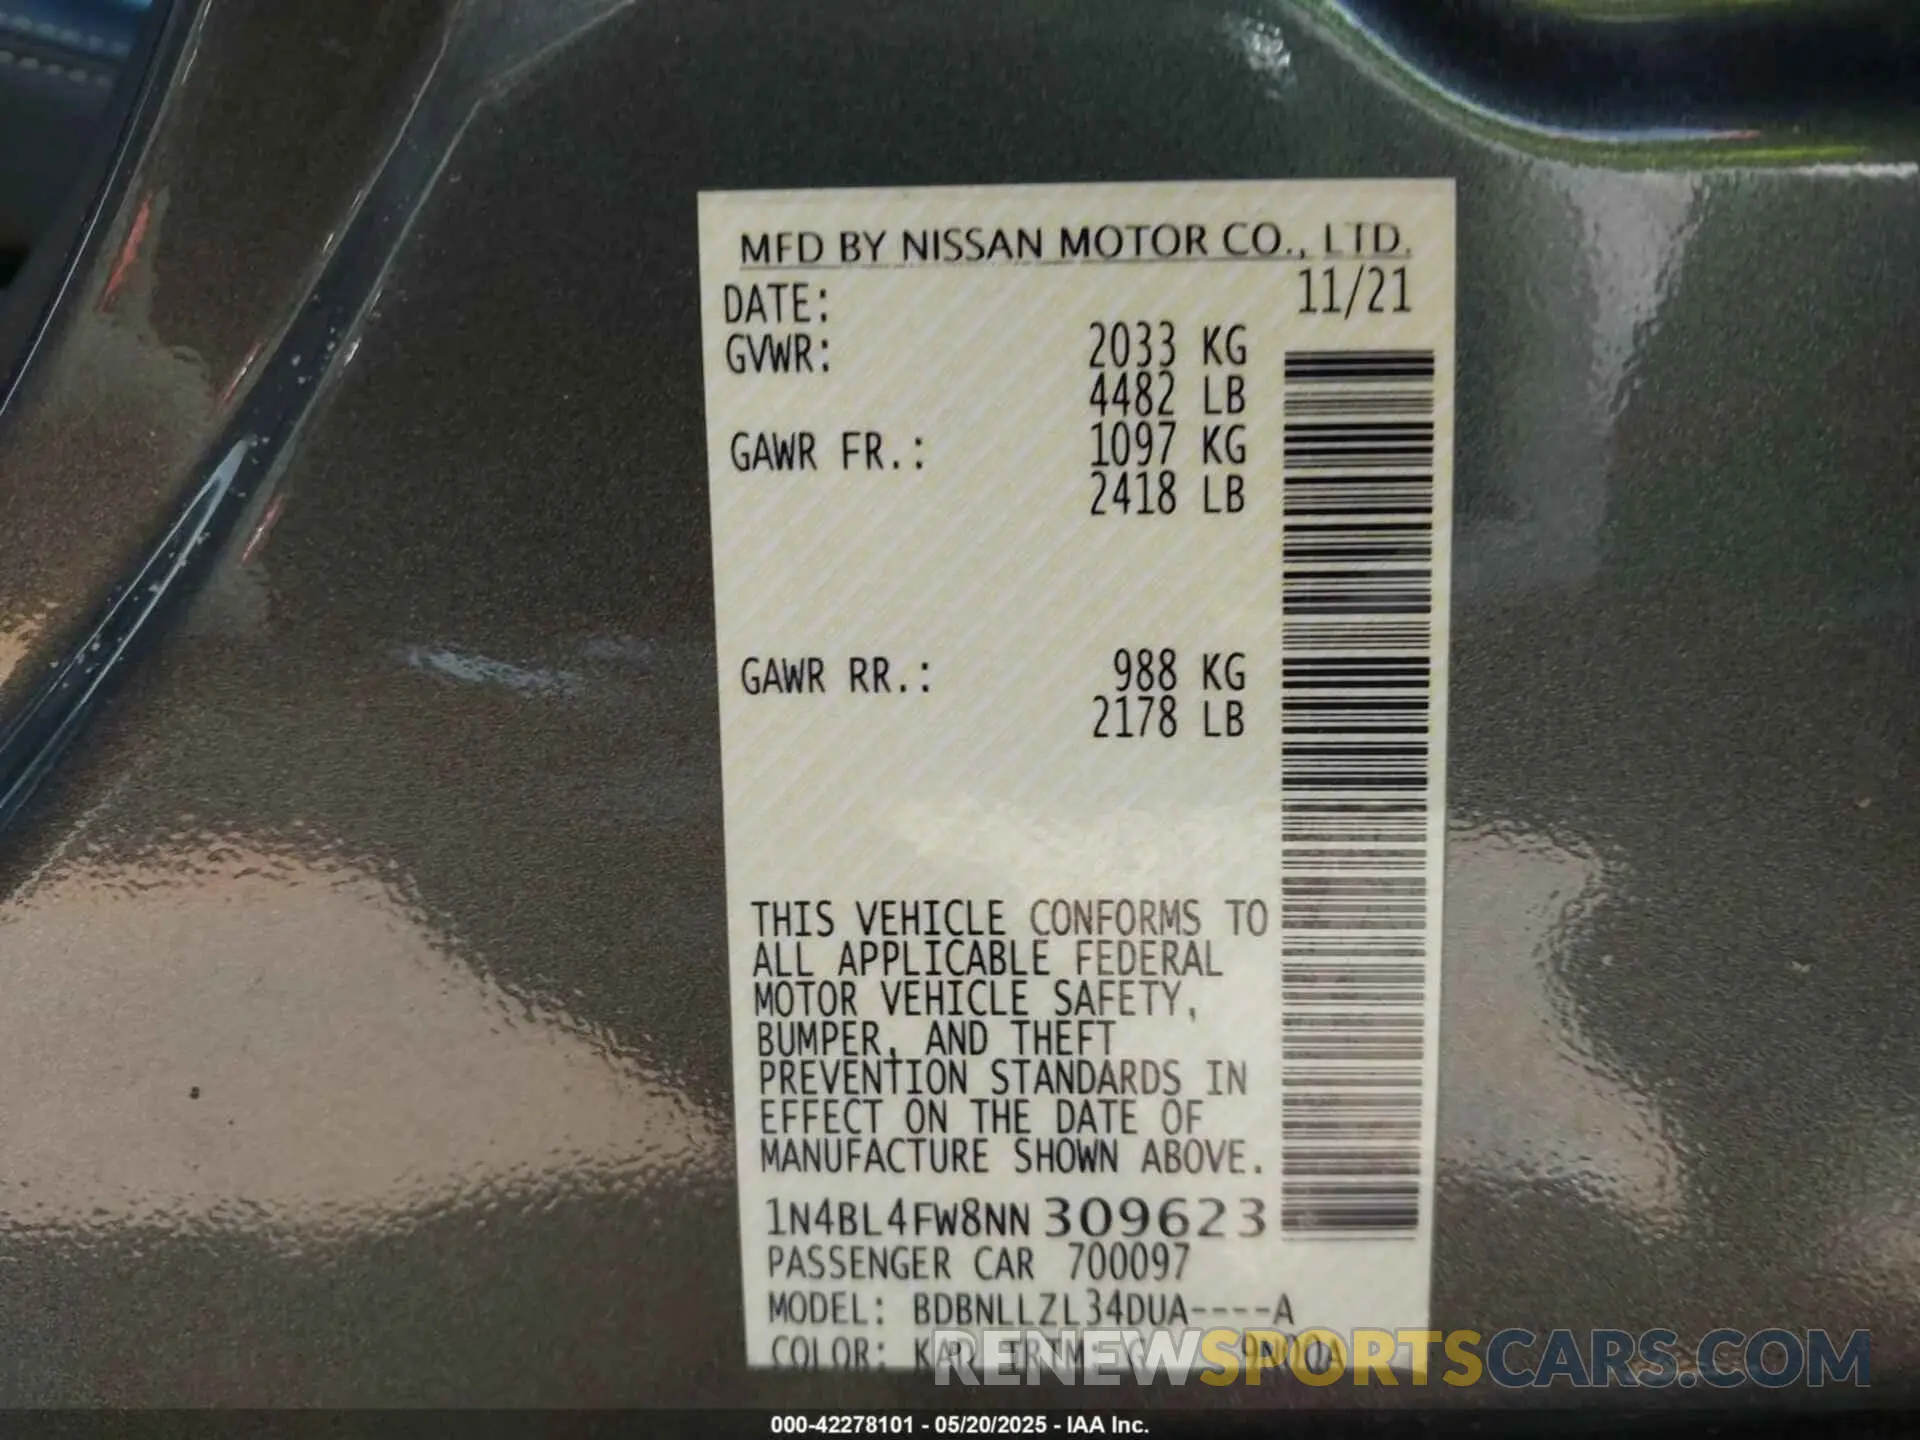 MFD BY NISSAN MOTOR CO., LTD.
DATE: 11/21
GVWR: 2033 KG
4482 LB
GAWR FR.: 1097 KG
2418 LB
GAWR RR.: 988 KG
2178 LB
THIS VEHICLE CONFORMS TO
ALL APPLICABLE FEDERAL
MOTOR VEHICLE SAFETY,
BUMPER, AND THEFT
PREVENTION STANDARDS IN
EFFECT ON THE DATE OF
MANUFACTURE SHOWN ABOVE.
1N4BL4FW8NN309623
PASSENGER CAR 700097
MODEL: BDBNLLZL34DUA----A
COLOR: TRIM: G
RENEWSPORTSCARS.COM
000-42278101 - 05/20/2025 - IAA Inc.